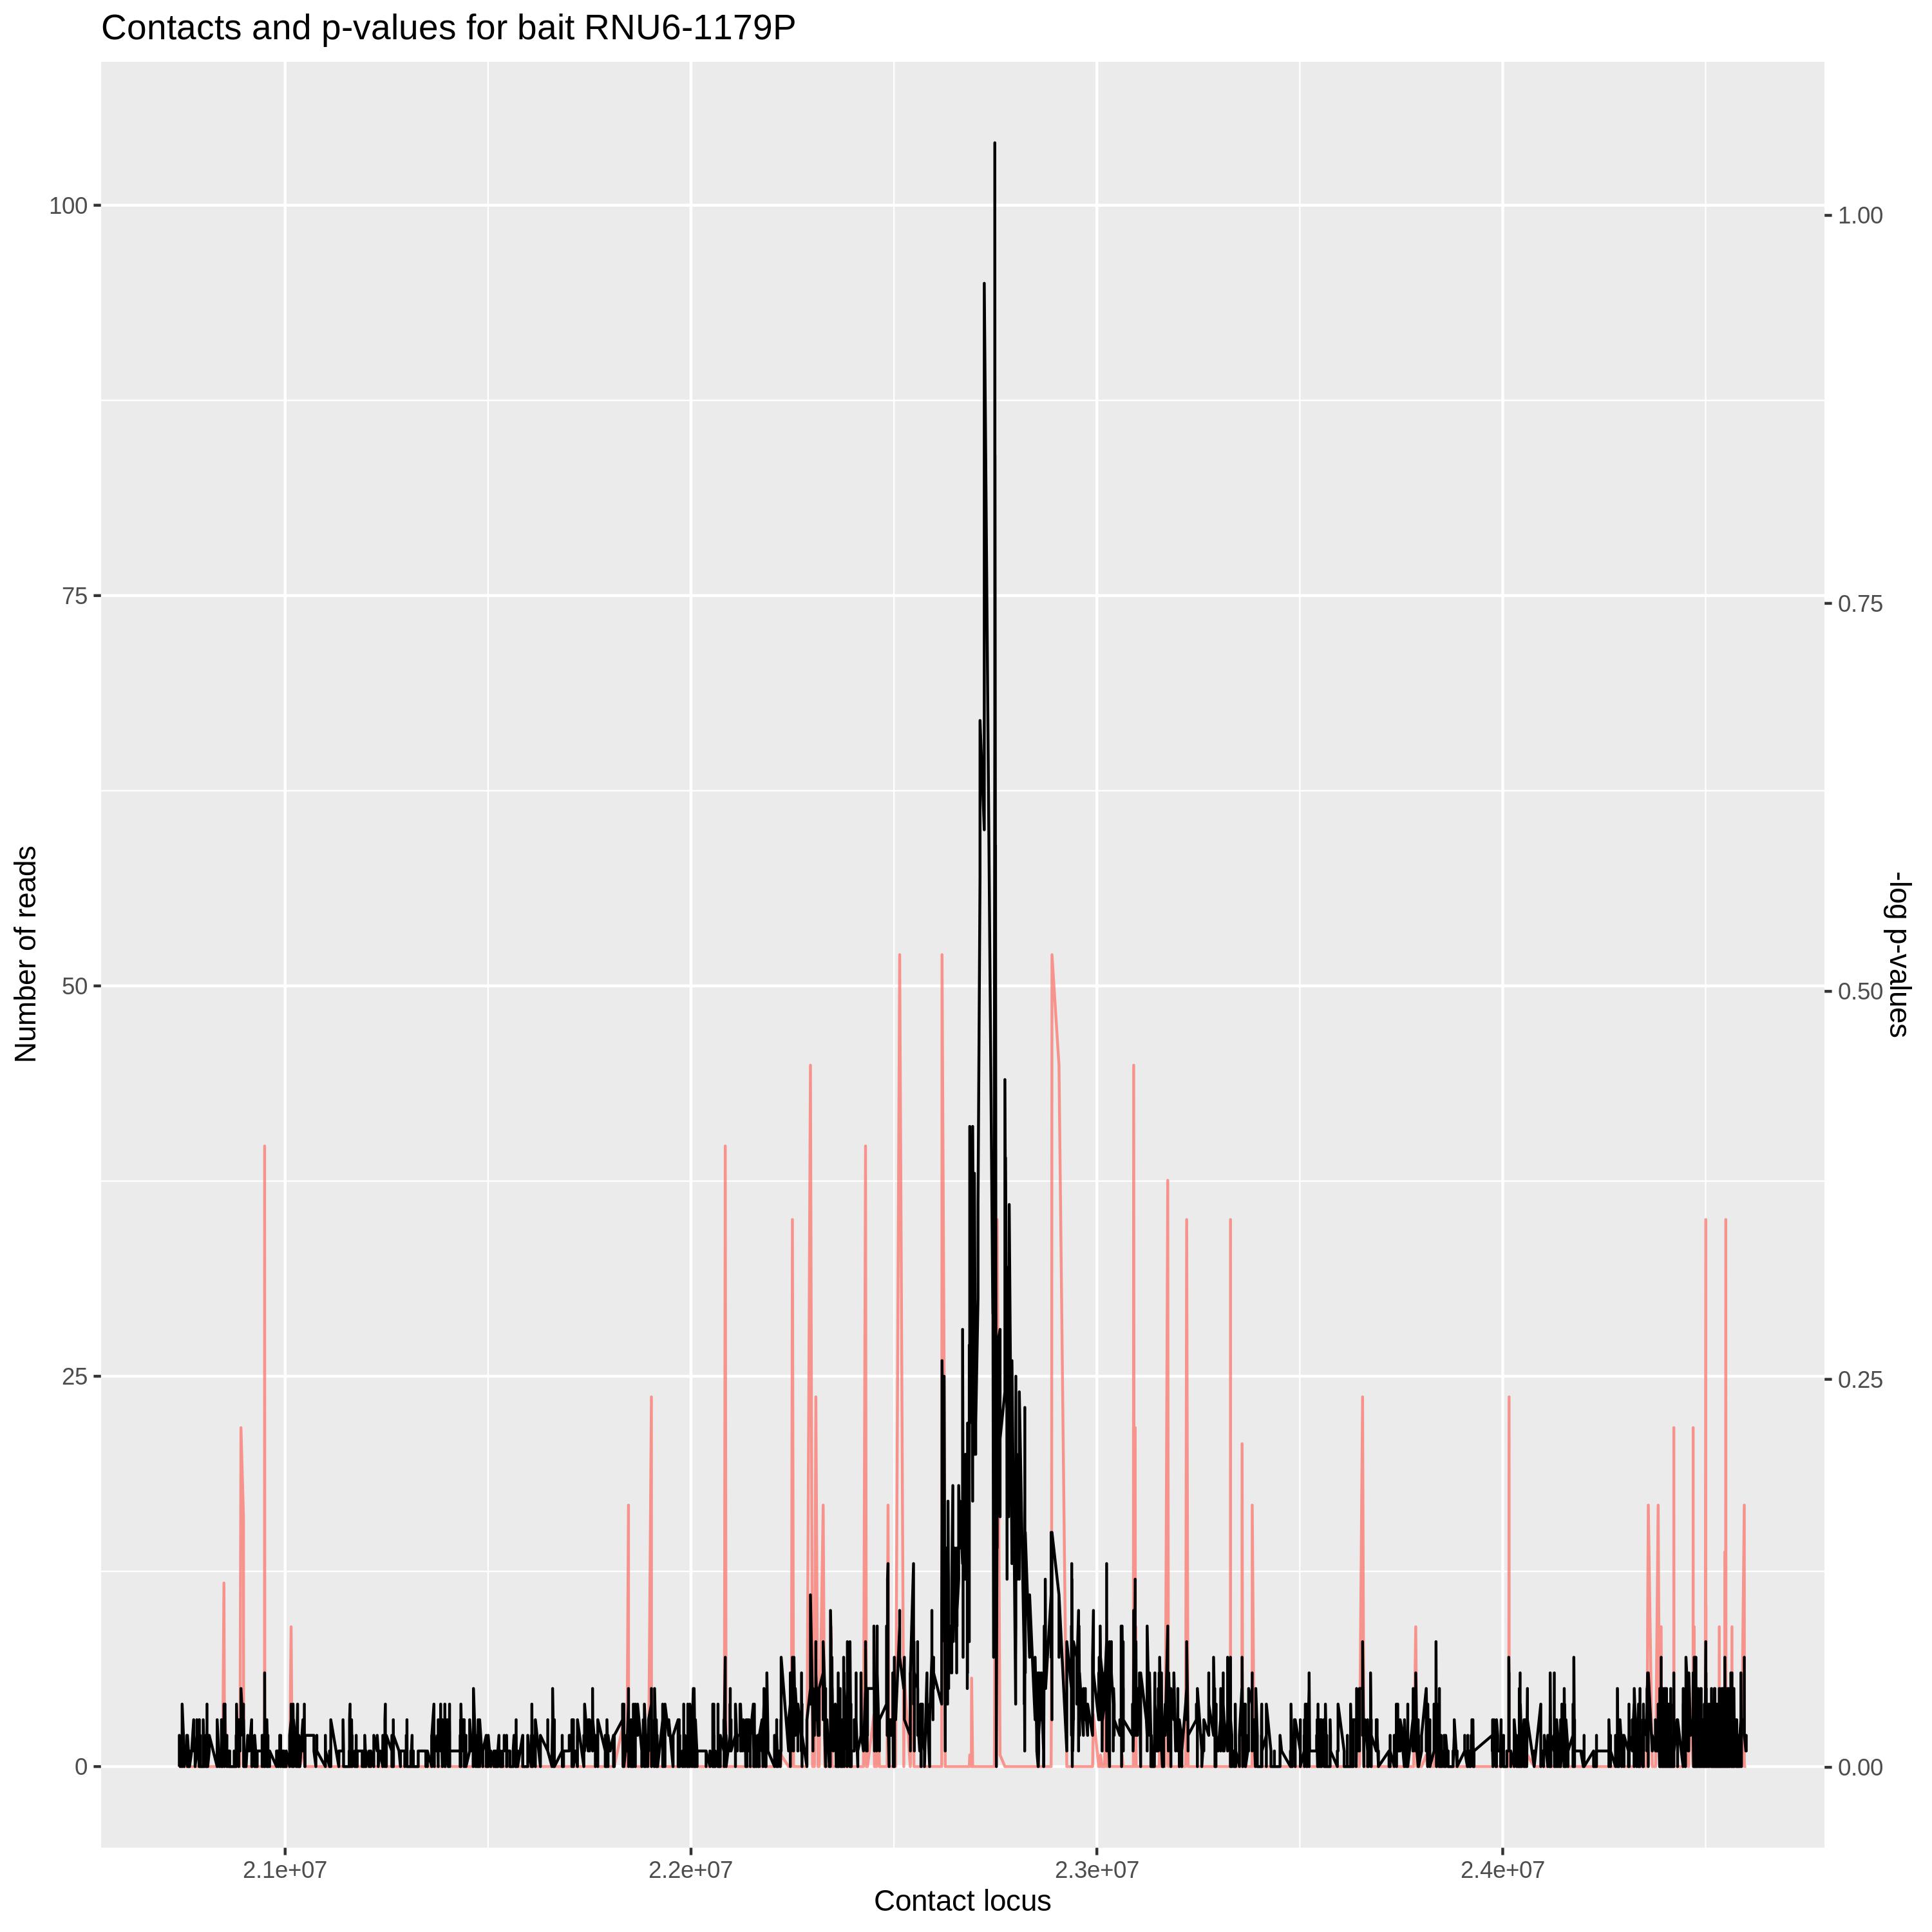 Contacts and p-values for bait RNU6-1179P
100
75
50
25
0
Number of reads
1.00
0.75
0.50
0.25
0.00
-log p-values
2.1e+07
2.2e+07
2.3e+07
2.4e+07
Contact locus